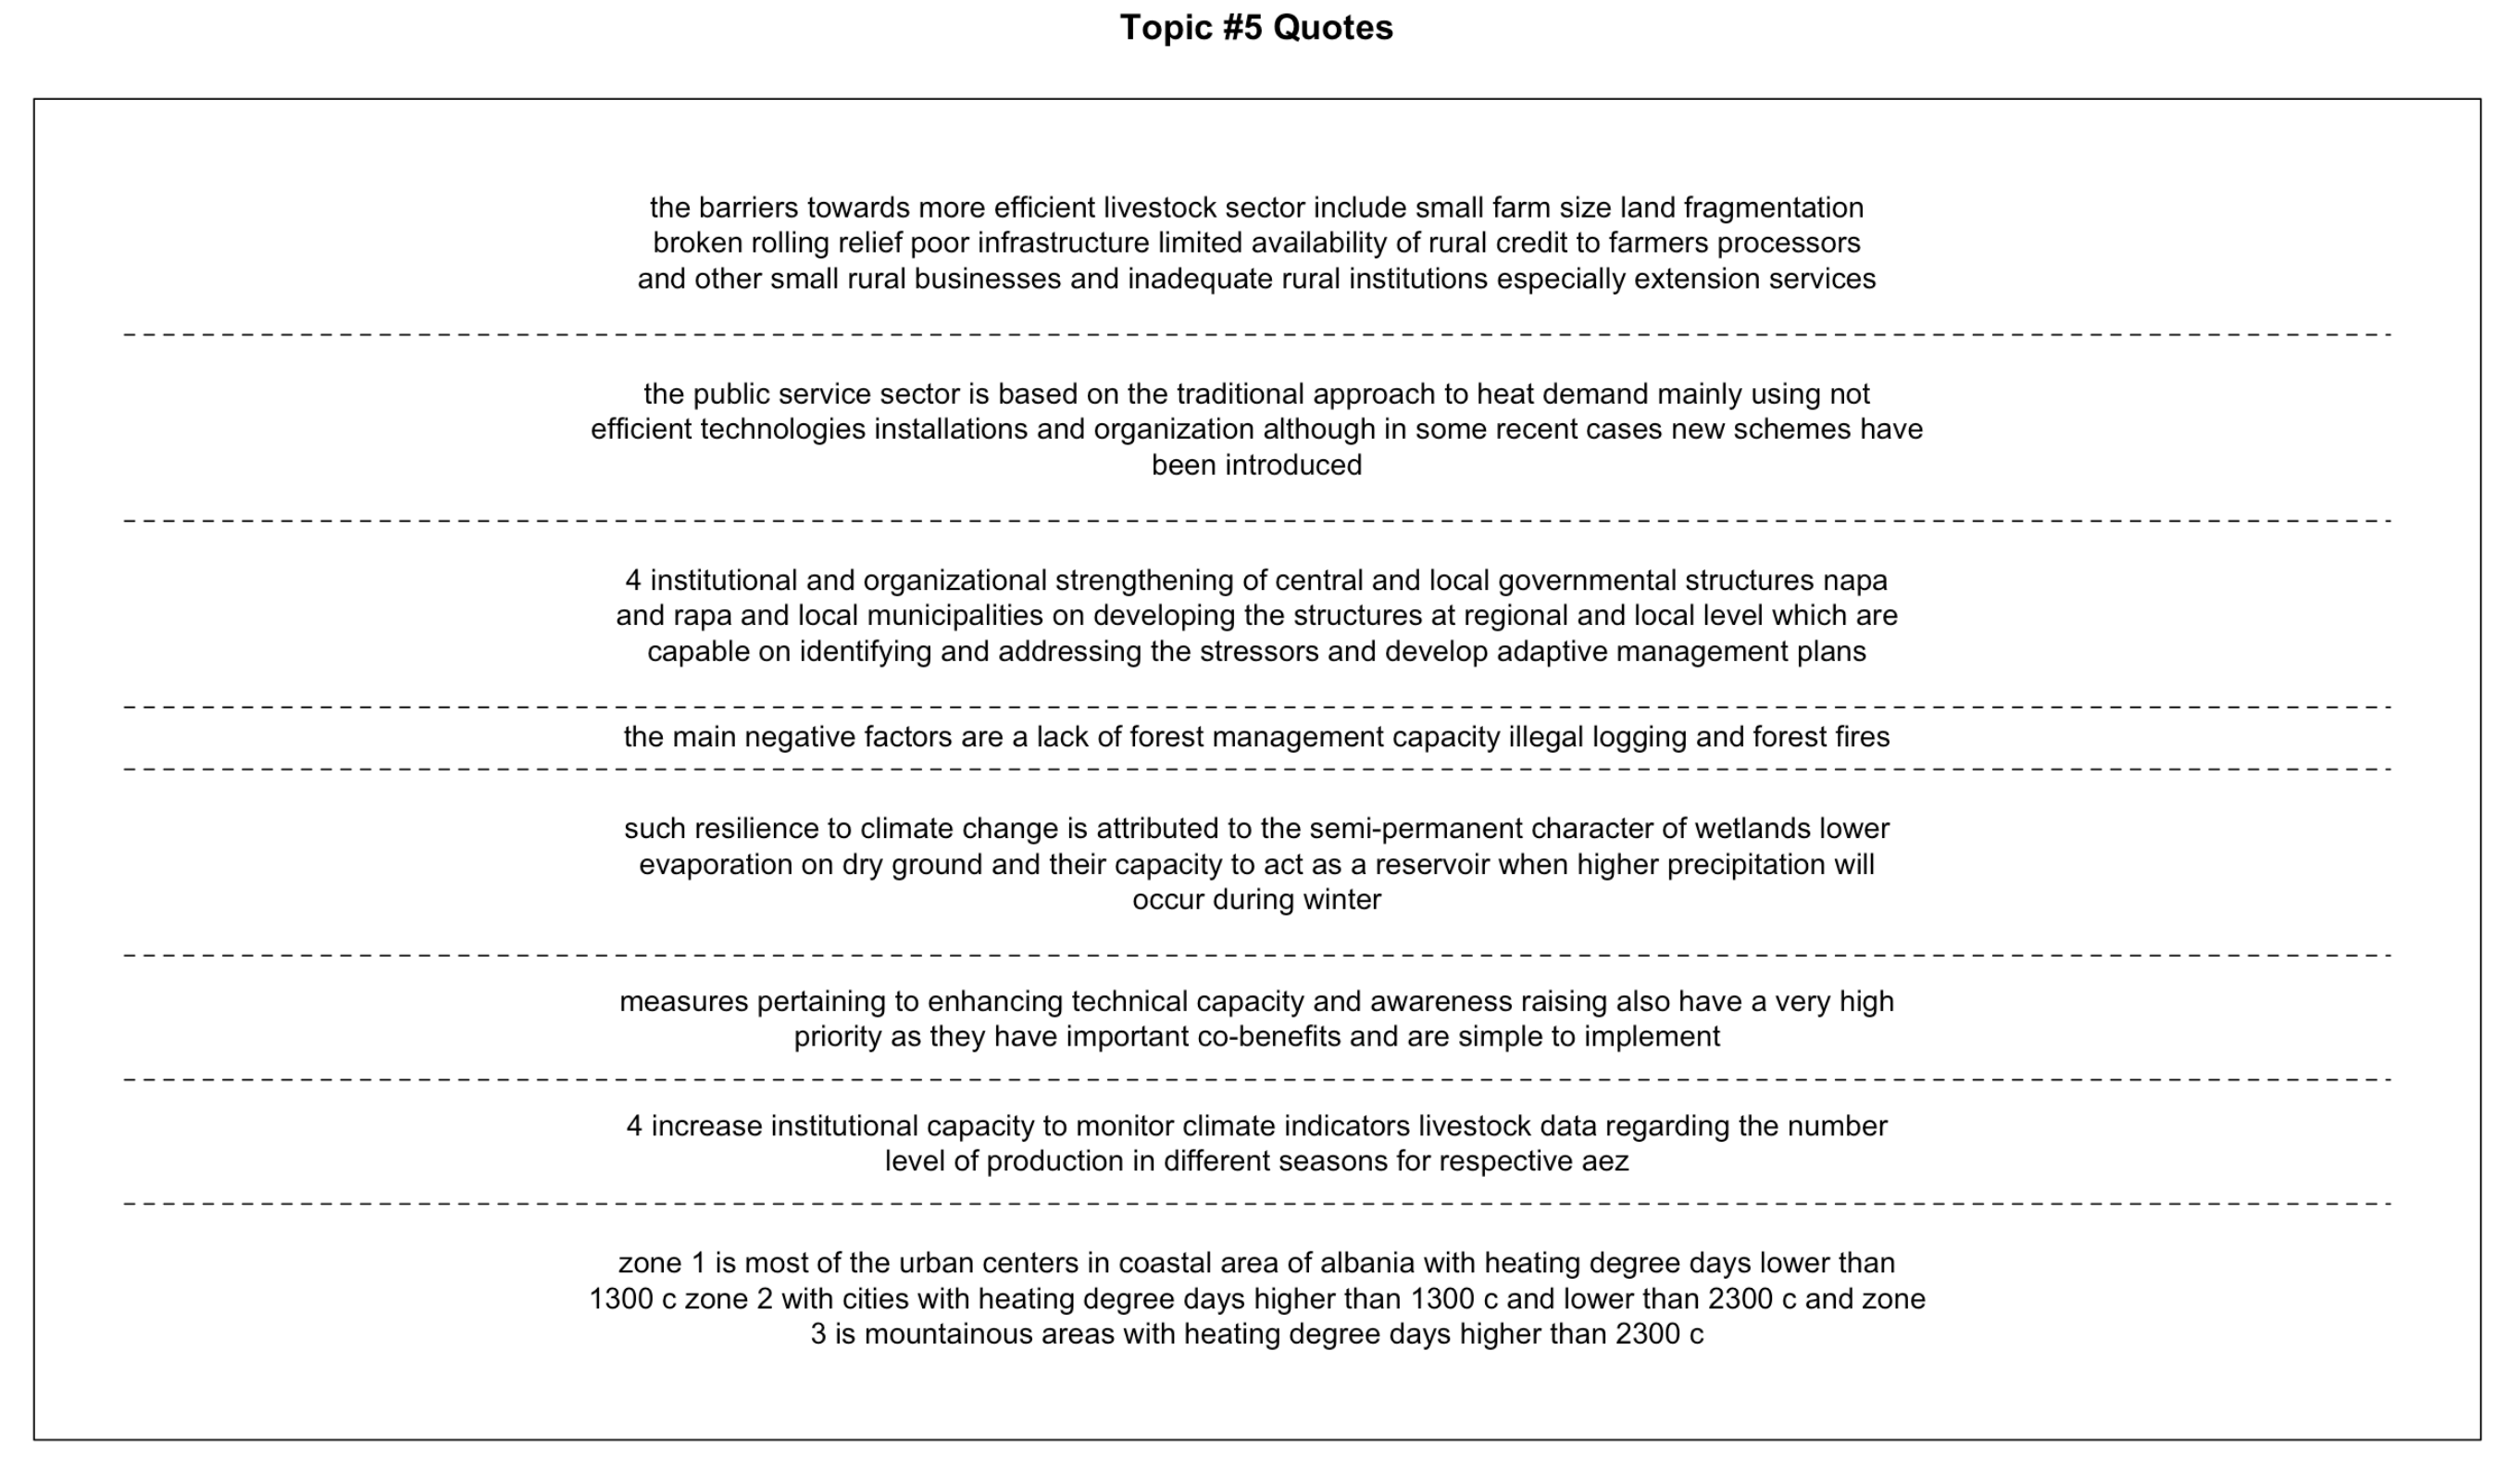 Topic #5 Quotes
the barriers towards more efficient livestock sector include small farm size land fragmentation
broken rolling relief poor infrastructure limited availability of rural credit to farmers processors
and other small rural businesses and inadequate rural institutions especially extension services
the public service sector is based on the traditional approach to heat demand mainly using not
efficient technologies installations and organization although in some recent cases new schemes have
been introduced
4 institutional and organizational strengthening of central and local governmental structures napa
and rapa and local municipalities on developing the structures at regional and local level which are
capable on identifying and addressing the stressors and develop adaptive management plans
the main negative factors are a lack of forest management capacity illegal logging and forest fires
such resilience to climate change is attributed to the semi-permanent character of wetlands lower
evaporation on dry ground and their capacity to act as a reservoir when higher precipitation will
occur during winter
measures pertaining to enhancing technical capacity and awareness raising also have a very high
priority as they have important co-benefits and are simple to implement
4 increase institutional capacity to monitor climate indicators livestock data regarding the number
level of production in different seasons for respective aez
zone 1 is most of the urban centers in coastal area of albania with heating degree days lower than
1300 c zone 2 with cities with heating degree days higher than 1300 c and lower than 2300 c and zone
3 is mountainous areas with heating degree days higher than 2300 c